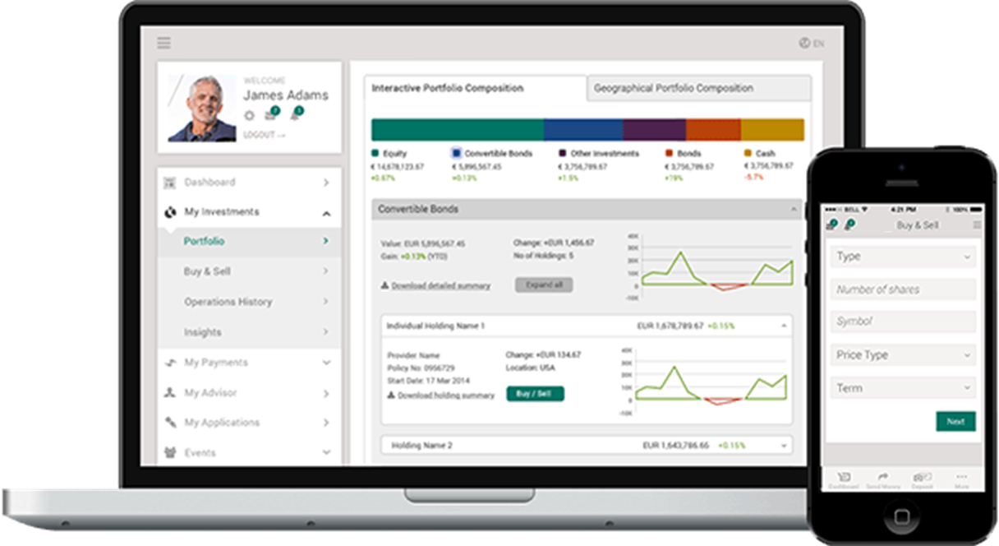 EN
WELCOME
James Adams
LOGOUT
Dashboard
My Investments
Portfolio
Buy & Sell
Operations History
Insights
My Payments
My Advisor
My Applications
Events
Interactive Portfolio Composition
Geographical Portfolio Composition
Equity
€ 14,678,123.67
+0.67%
Convertible Bonds
€ 5,896,567.45
+0.13%
Other Investments
€ 3,756,789.67
+1.5%
Bonds
€ 3,756,789.67
+19%
Cash
€ 3,756,789.67
-5.7%
Convertible Bonds
Value: EUR 5,896,567.45
Gain: +0.13% (YTD)
Change: +EUR 1,456.67
No of Holdings: 5
Download detailed summary
Expand all
40K
30K
20K
10K
0
-10K
Individual Holding Name 1
EUR 1,678,789.67 +0.15%
Provider: Name
Policy No: 0956729
Start Date: 17 Mar 2014
Download holding summary
Change: +EUR 134.67
Location: USA
Buy / Sell
40K
30K
20K
10K
0
-10K
Holding Name 2
EUR 1,643,786.66 +0.15%
BELL
4:21 PM
100%
Buy & Sell
Type
Number of shares
Symbol
Price Type
Term
Next
Dashboard
Send Money
Deposit
More